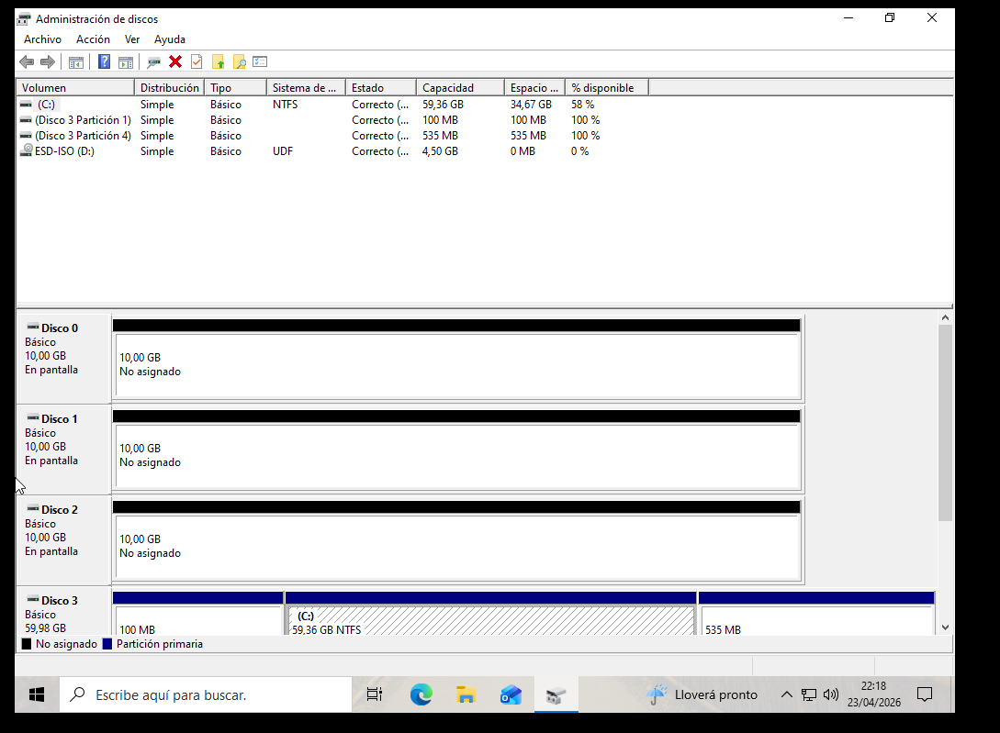 Administración de discos
Archivo Acción Ver Ayuda
Volumen Distribución Tipo Sistema de ... Estado Capacidad Espacio ... % disponible
(C:) Simple Básico NTFS Correcto (... 59,36 GB 34,67 GB 58 %
(Disco 3 Partición 1) Simple Básico Correcto (... 100 MB 100 MB 100 %
(Disco 3 Partición 4) Simple Básico Correcto (... 535 MB 535 MB 100 %
ESD-ISO (D:) Simple Básico UDF Correcto (... 4,50 GB 0 MB 0 %
Disco 0
Básico
10,00 GB
En pantalla
10,00 GB
No asignado
Disco 1
Básico
10,00 GB
En pantalla
10,00 GB
No asignado
Disco 2
Básico
10,00 GB
En pantalla
10,00 GB
No asignado
Disco 3
Básico
59,98 GB
100 MB
(C:)
59,36 GB NTFS
535 MB
No asignado Partición primaria
Escribe aquí para buscar.
Lloverá pronto
22:18
23/04/2026